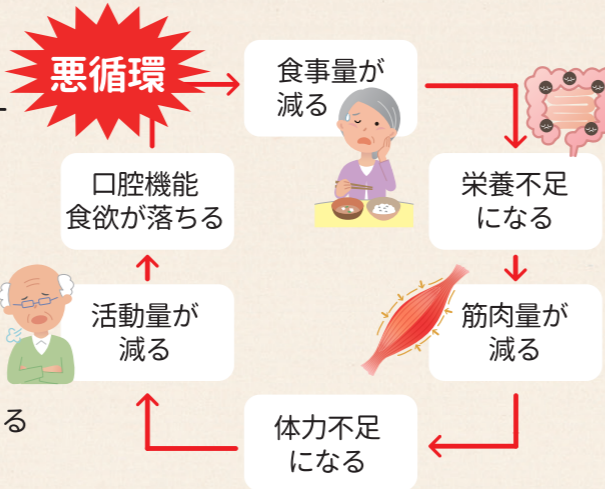 悪循環
食事量が
減る
栄養不足
になる
筋肉量が
減る
体力不足
になる
活動量が
減る
口腔機能
食欲が落ちる
る